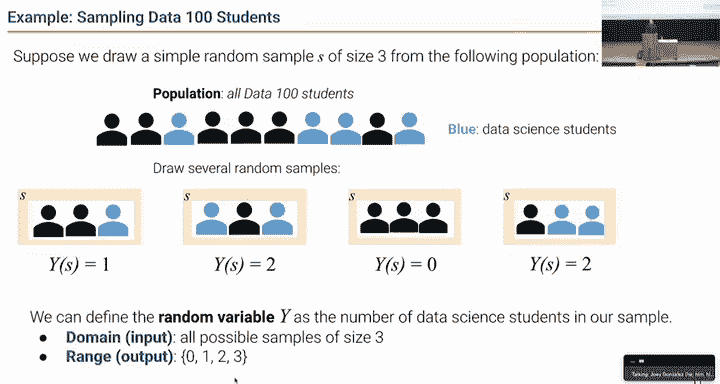 Example: Sampling Data 100 Students
Suppose we draw a simple random sample s of size 3 from the following population:
Population: all Data 100 students
Blue: data science students
Draw several random samples:
s
s
s
s
Y(s) = 1
Y(s) = 2
Y(s) = 0
Y(s) = 2
We can define the random variable Y as the number of data science students in our sample.
● Domain (input): all possible samples of size 3
● Range (output): {0, 1, 2, 3}